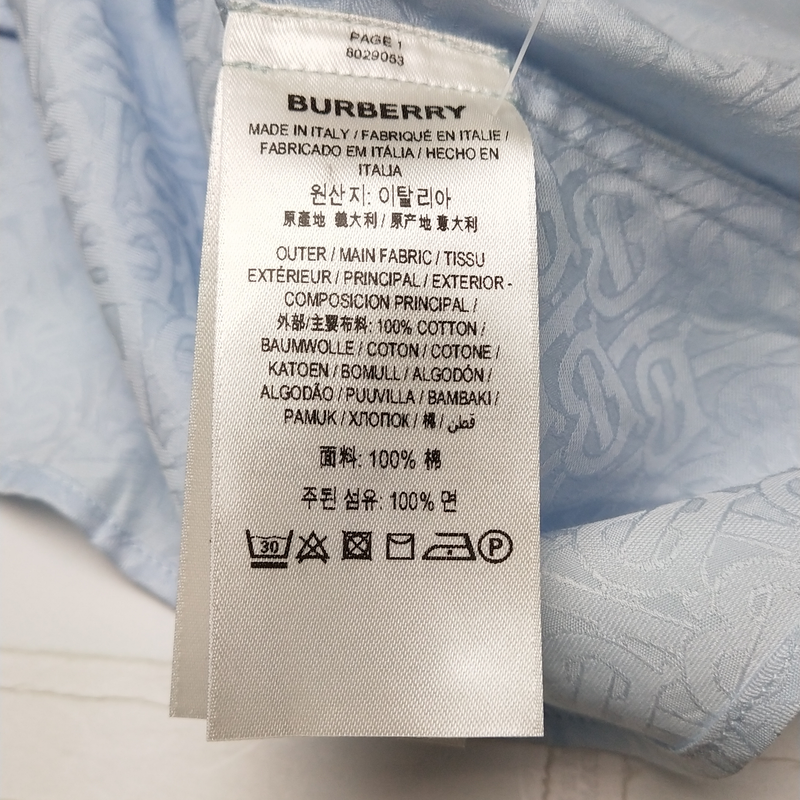 PAGE 1
8029053
BURBERRY
MADE IN ITALY / FABRIQUÉ EN ITALIE /
FABRICADO EM ITÁLIA / HECHO EN
ITALIA
원산지: 이탈리아
原產地 義大利 / 原产地 意大利
OUTER / MAIN FABRIC / TISSU
EXTÉRIEUR / PRINCIPAL / EXTERIOR -
COMPOSICION PRINCIPAL /
外部/主要布料: 100% COTTON /
BAUMWOLLE / COTON / COTONE /
KATOEN / BOMULL / ALGODÓN /
ALGODÃO / PUUVILLA / BAMBAKI /
PAMUK / ХЛОПОК / 棉 / قطن
面料: 100% 棉
주된 섬유: 100% 면
30 P